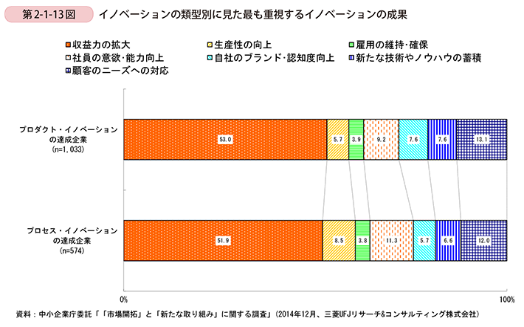 第2-1-13図 イノベーションの類型別に見た最も重視するイノベーションの成果
収益力の拡大 生産性の向上 雇用の維持・確保
社員の意欲・能力向上 自社のブランド・認知度向上 新たな技術やノウハウの蓄積
顧客のニーズへの対応
プロダクト・イノベーション
の達成企業
(n=1,033)
53.0 5.7 3.9 9.2 7.6 7.6 13.1
プロセス・イノベーション
の達成企業
(n=574)
51.9 8.5 3.8 11.3 5.7 6.6 12.0
0% 100%
資料：中小企業庁委託「「市場開拓」と「新たな取り組み」に関する調査」(2014年12月、三菱UFJリサーチ&コンサルティング株式会社)